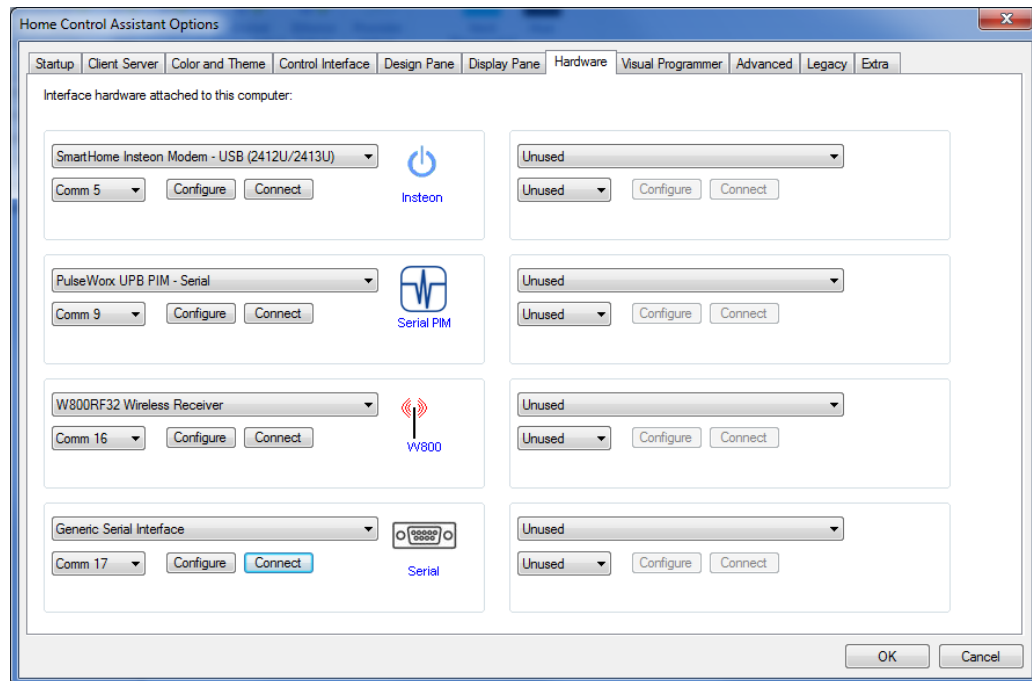 Home Control Assistant Options
Startup Client Server Color and Theme Control Interface Design Pane Display Pane Hardware Visual Programmer Advanced Legacy Extra
Interface hardware attached to this computer:
SmartHome Insteon Modem - USB (2412U/2413U)
Comm 5 Configure Connect
Insteon
Unused
Unused Configure Connect
PulseWorx UPB PIM - Serial
Comm 9 Configure Connect
Serial PIM
Unused
Unused Configure Connect
W800RF32 Wireless Receiver
Comm 16 Configure Connect
W800
Unused
Unused Configure Connect
Generic Serial Interface
Comm 17 Configure Connect
Serial
Unused
Unused Configure Connect
OK Cancel